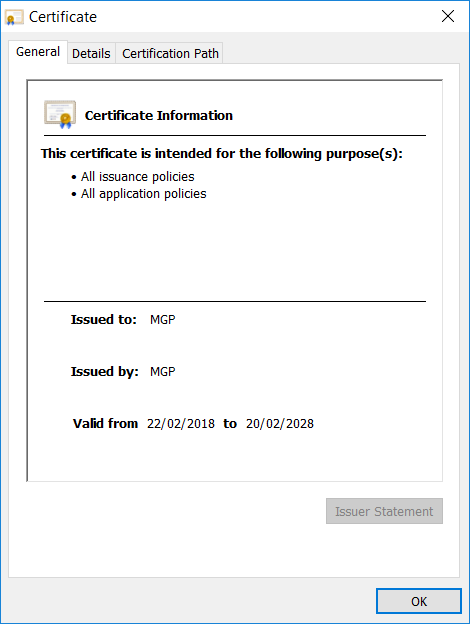 Certificate
General Details Certification Path
Certificate Information
This certificate is intended for the following purpose(s):
• All issuance policies
• All application policies
Issued to: MGP
Issued by: MGP
Valid from 22/02/2018 to 20/02/2028
Issuer Statement
OK